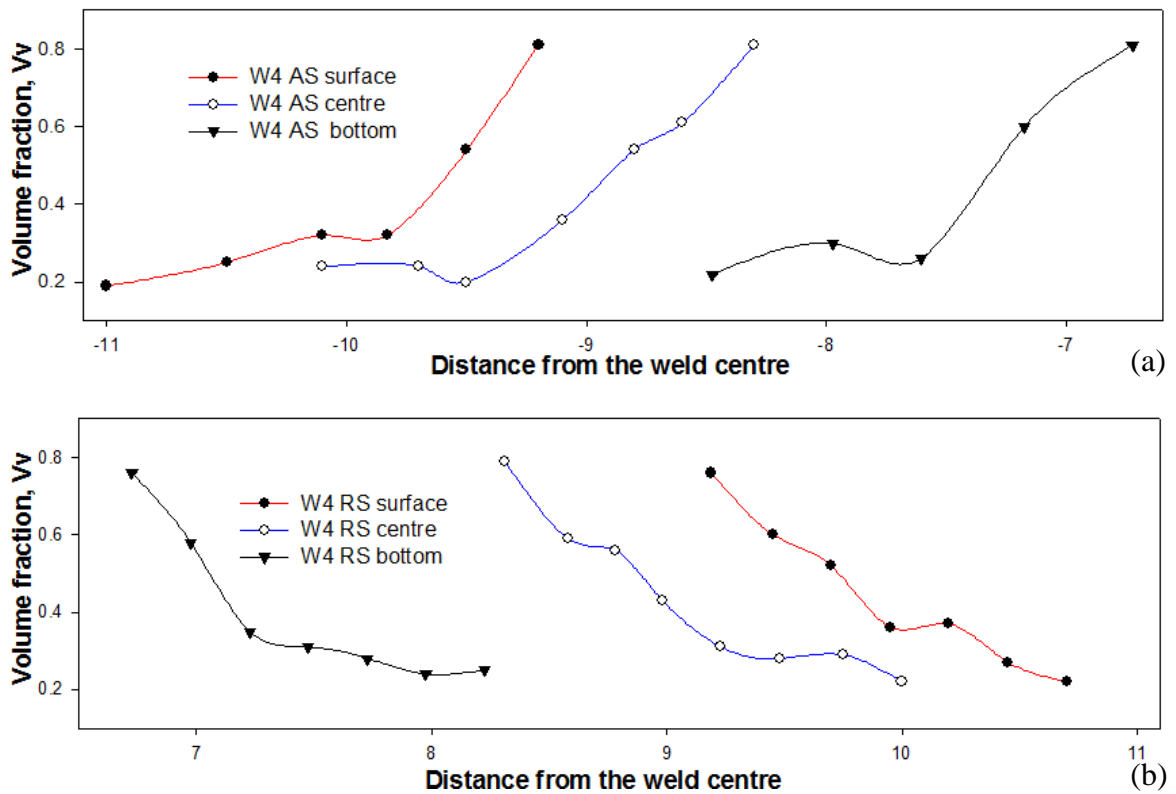 Volume fraction, Vv
0.8
0.6
0.4
0.2
W4 AS surface
W4 AS centre
W4 AS  bottom
-11 -10 -9 -8 -7
Distance from the weld centre
(a)
Volume fraction, Vv
0.8
0.6
0.4
0.2
W4 RS surface
W4 RS centre
W4 RS bottom
7 8 9 10 11
Distance from the weld centre
(b)